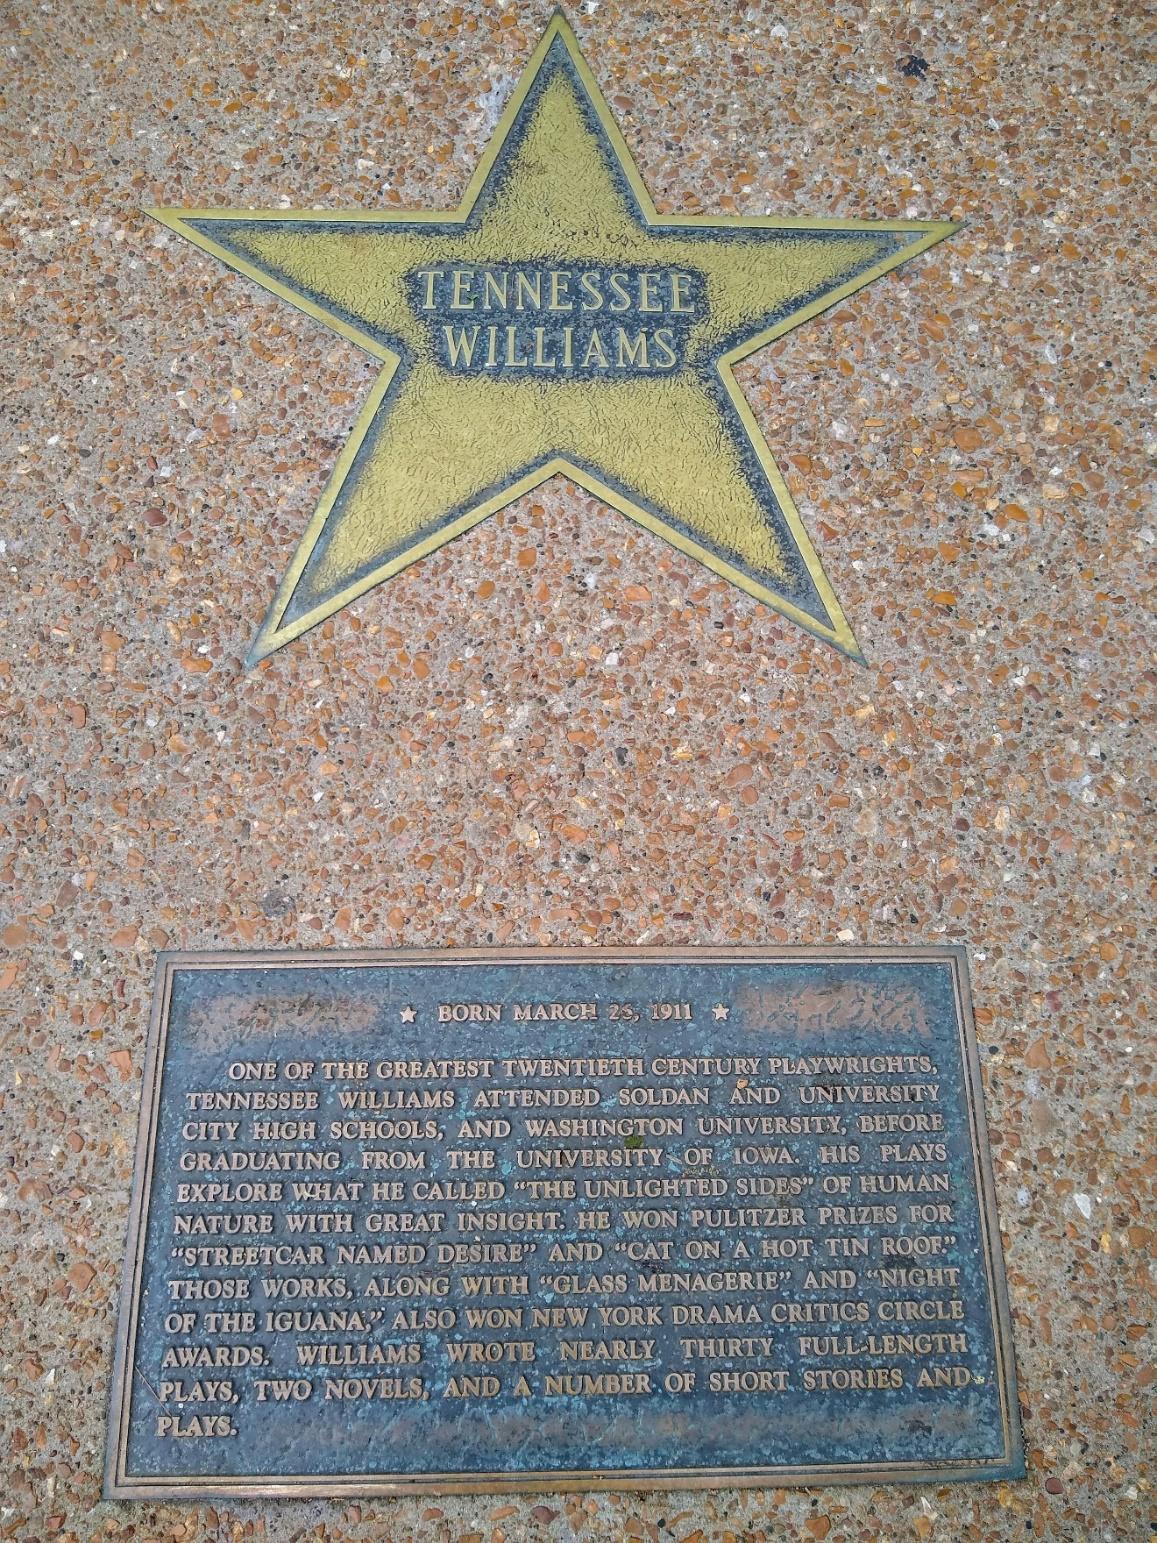 TENNESSEE
WILLIAMS
★ BORN MARCH 26, 1911 ★
ONE OF THE GREATEST TWENTIETH CENTURY PLAYWRIGHTS,
TENNESSEE WILLIAMS ATTENDED SOLDAN AND UNIVERSITY
CITY HIGH SCHOOLS, AND WASHINGTON UNIVERSITY, BEFORE
GRADUATING FROM THE UNIVERSITY OF IOWA. HIS PLAYS
EXPLORE WHAT HE CALLED "THE UNLIGHTED SIDES" OF HUMAN
NATURE WITH GREAT INSIGHT. HE WON PULITZER PRIZES FOR
"STREETCAR NAMED DESIRE" AND "CAT ON A HOT TIN ROOF."
THOSE WORKS, ALONG WITH "GLASS MENAGERIE" AND "NIGHT
OF THE IGUANA," ALSO WON NEW YORK DRAMA CRITICS CIRCLE
AWARDS. WILLIAMS WROTE NEARLY THIRTY FULL-LENGTH
PLAYS, TWO NOVELS, AND A NUMBER OF SHORT STORIES AND
PLAYS.